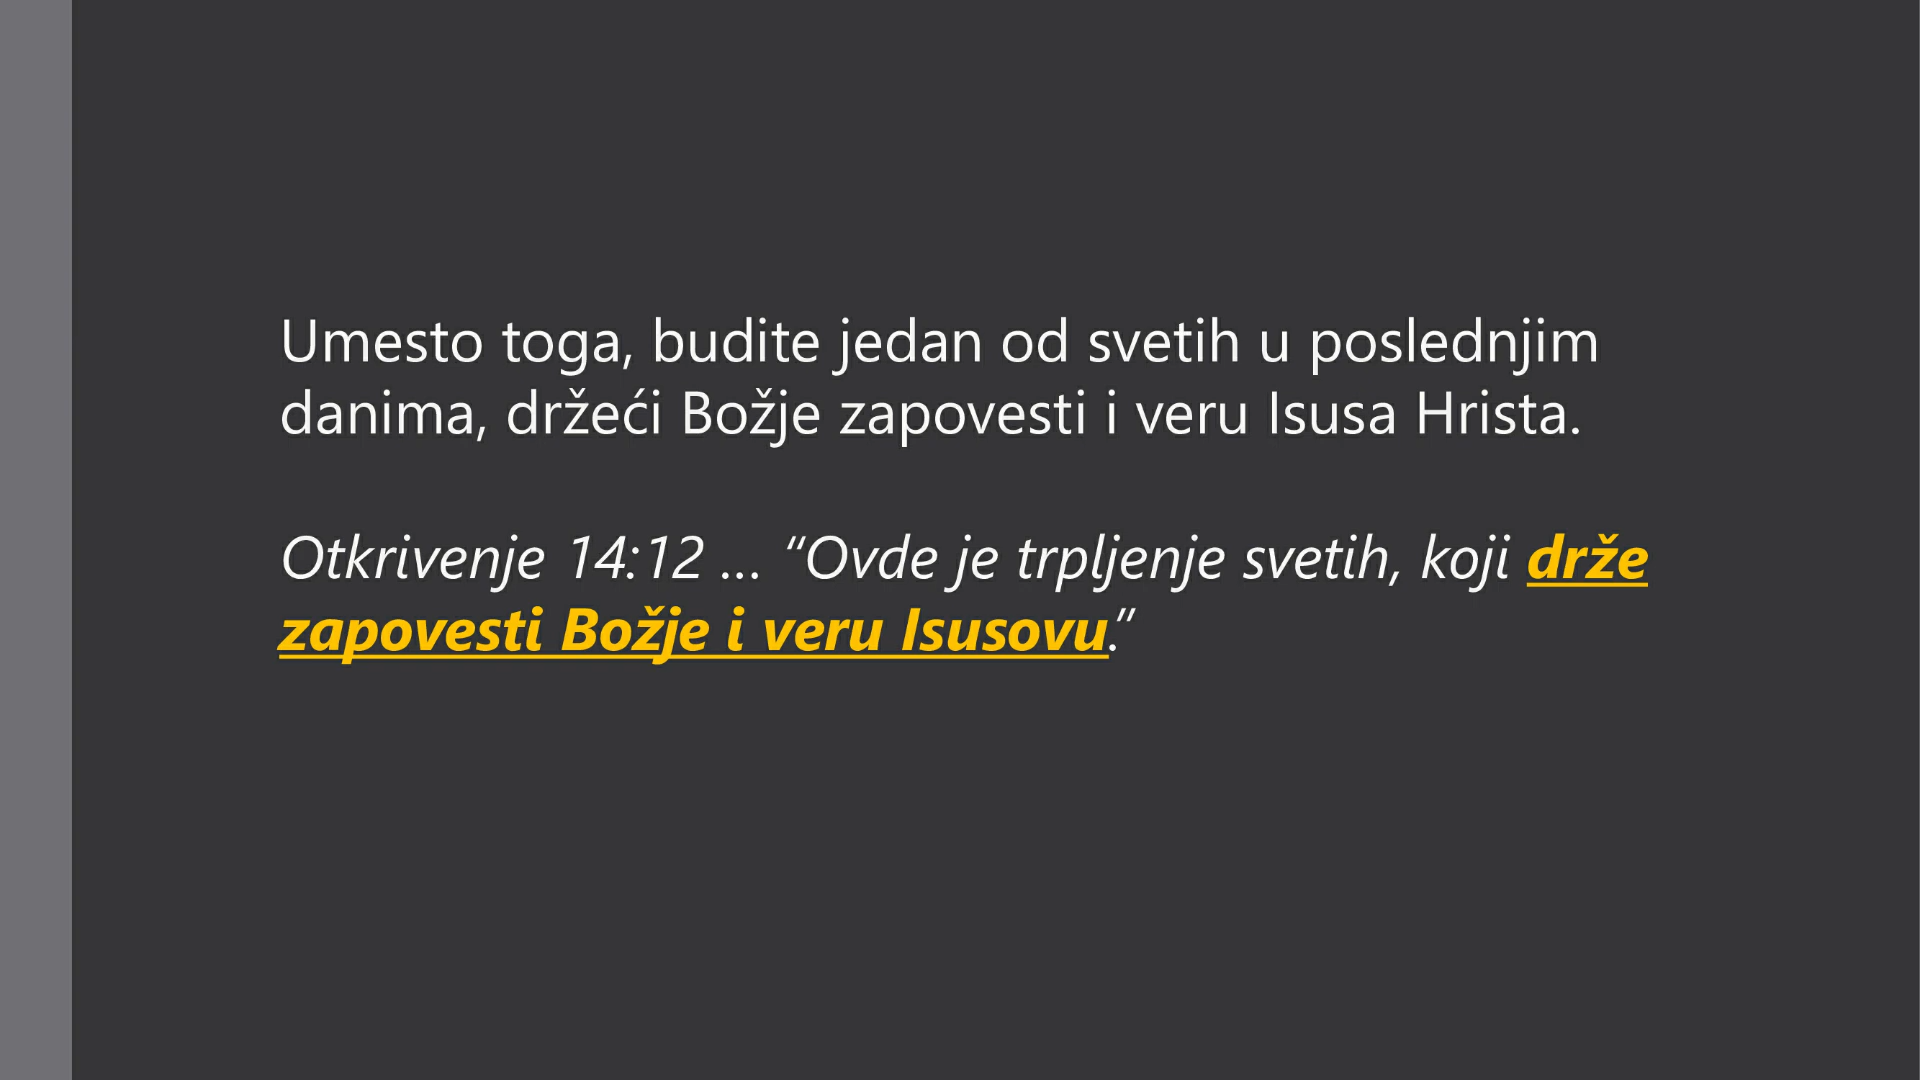 Umesto toga, budite jedan od svetih u poslednjim
danima, držeći Božje zapovesti i veru Isusa Hrista.
Otkrivenje 14:12 ... “Ovde je trpljenje svetih, koji drže
zapovesti Božje i veru Isusovu.”